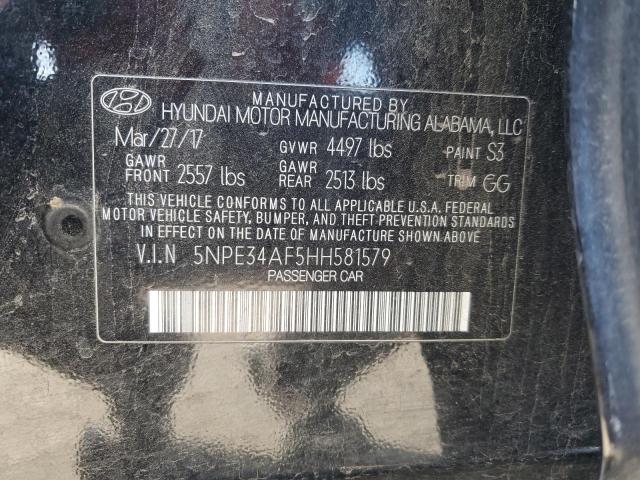 MANUFACTURED BY
HYUNDAI MOTOR MANUFACTURING ALABAMA, LLC
Mar/27/17 GVWR 4497 lbs PAINT S3
GAWR FRONT 2557 lbs GAWR REAR 2513 lbs TRIM GG
THIS VEHICLE CONFORMS TO ALL APPLICABLE U.S.A. FEDERAL
MOTOR VEHICLE SAFETY, BUMPER, AND THEFT PREVENTION STANDARDS
IN EFFECT ON THE DATE OF MANUFACTURE SHOWN ABOVE.
V.I.N 5NPE34AF5HH581579
PASSENGER CAR